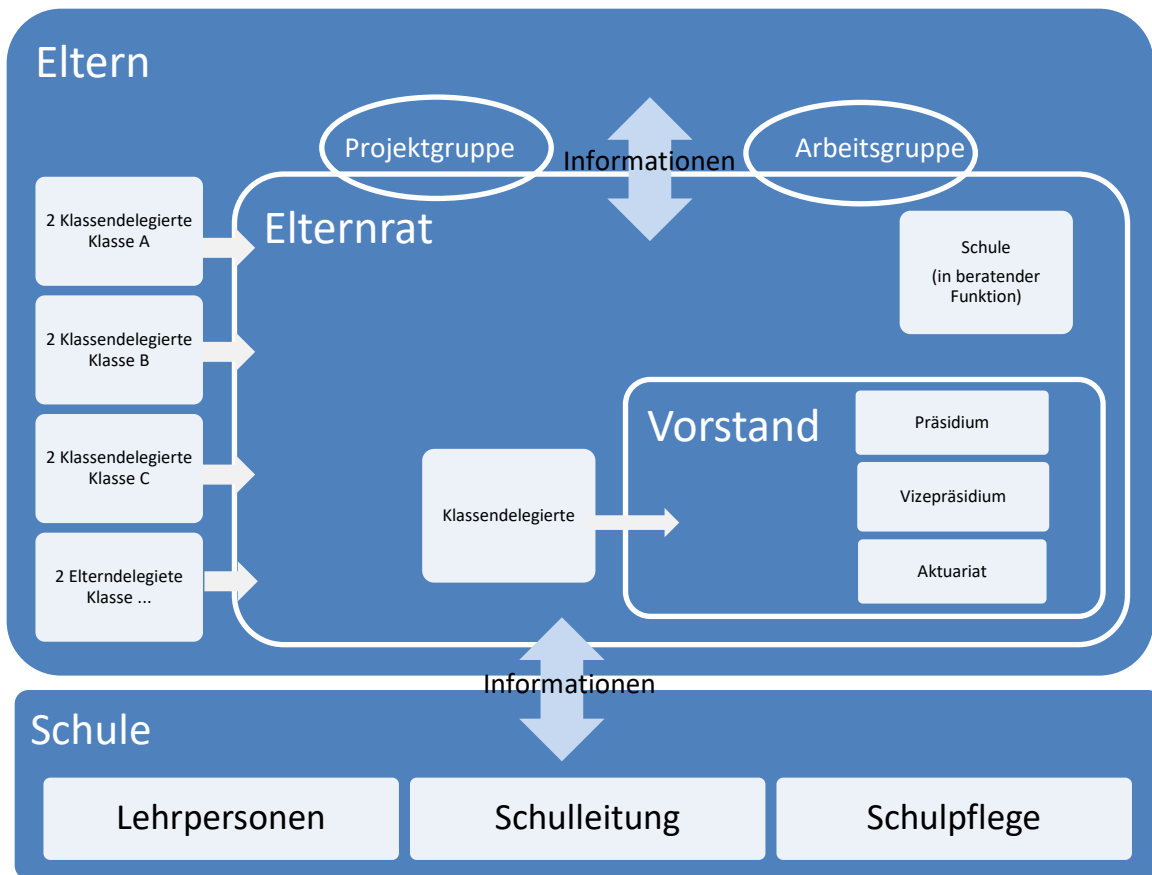 Eltern
Projektgruppe
Informationen
Arbeitsgruppe
2 Klassendelegierte
Klasse A
Elternrat
Schule
(in beratender
Funktion)
2 Klassendelegierte
Klasse B
2 Klassendelegierte
Klasse C
2 Elterndelegiete
Klasse ...
Klassendelegierte
Vorstand
Präsidium
Vizepräsidium
Aktuariat
Informationen
Schule
Lehrpersonen
Schulleitung
Schulpflege